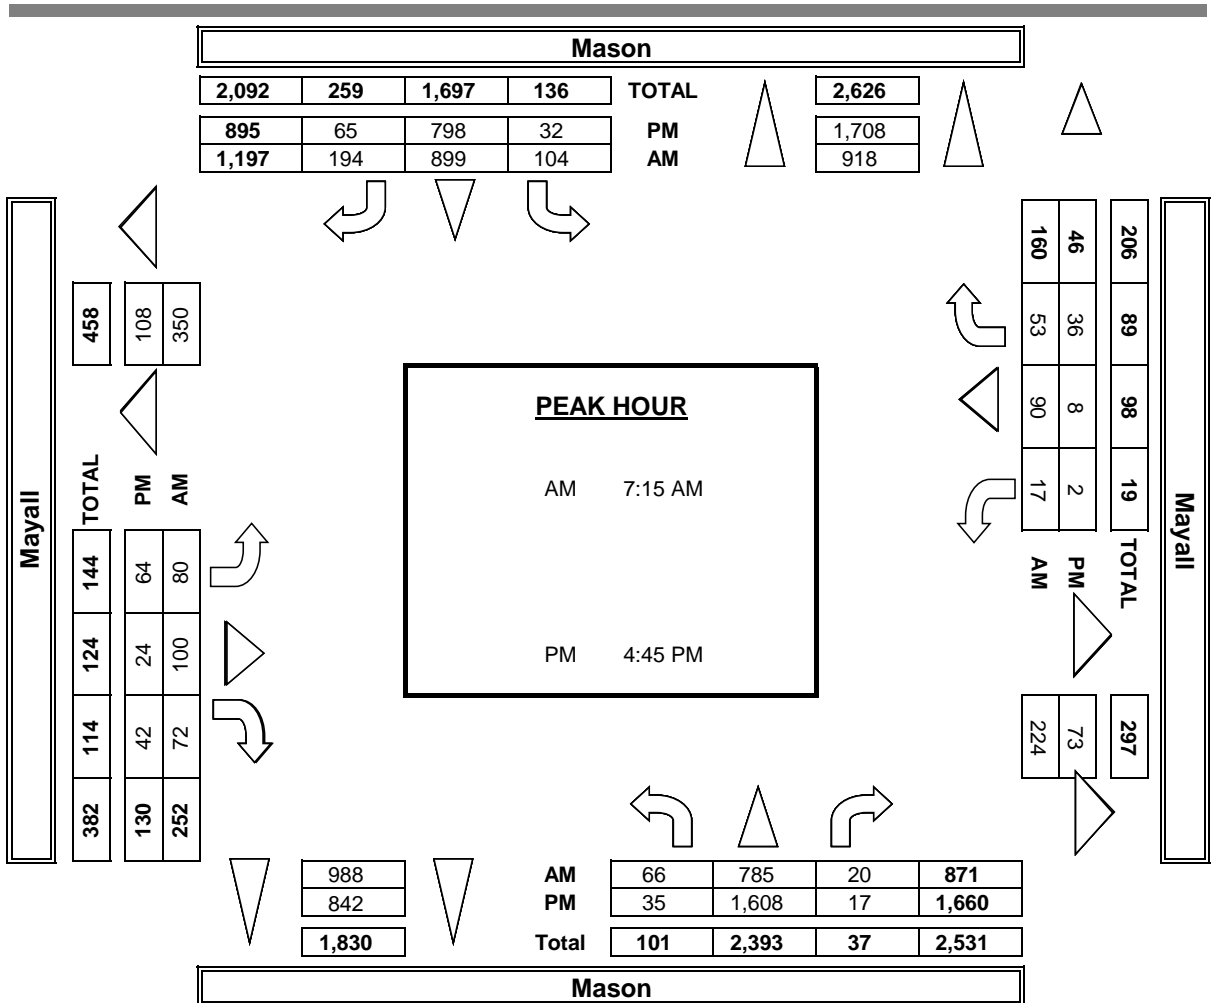 Mason
2,092 259 1,697 136 TOTAL 2,626
895 65 798 32 PM 1,708
1,197 194 899 104 AM 918
Mayall
458 108 350
TOTAL PM AM
144 64 80
124 24 100
114 42 72
382 130 252
PEAK HOUR
AM 7:15 AM
PM 4:45 PM
160 46 206
53 36 89
90 8 98
17 2 19
AM PM TOTAL
224 73 297
Mayall
988 AM 66 785 20 871
842 PM 35 1,608 17 1,660
1,830 Total 101 2,393 37 2,531
Mason